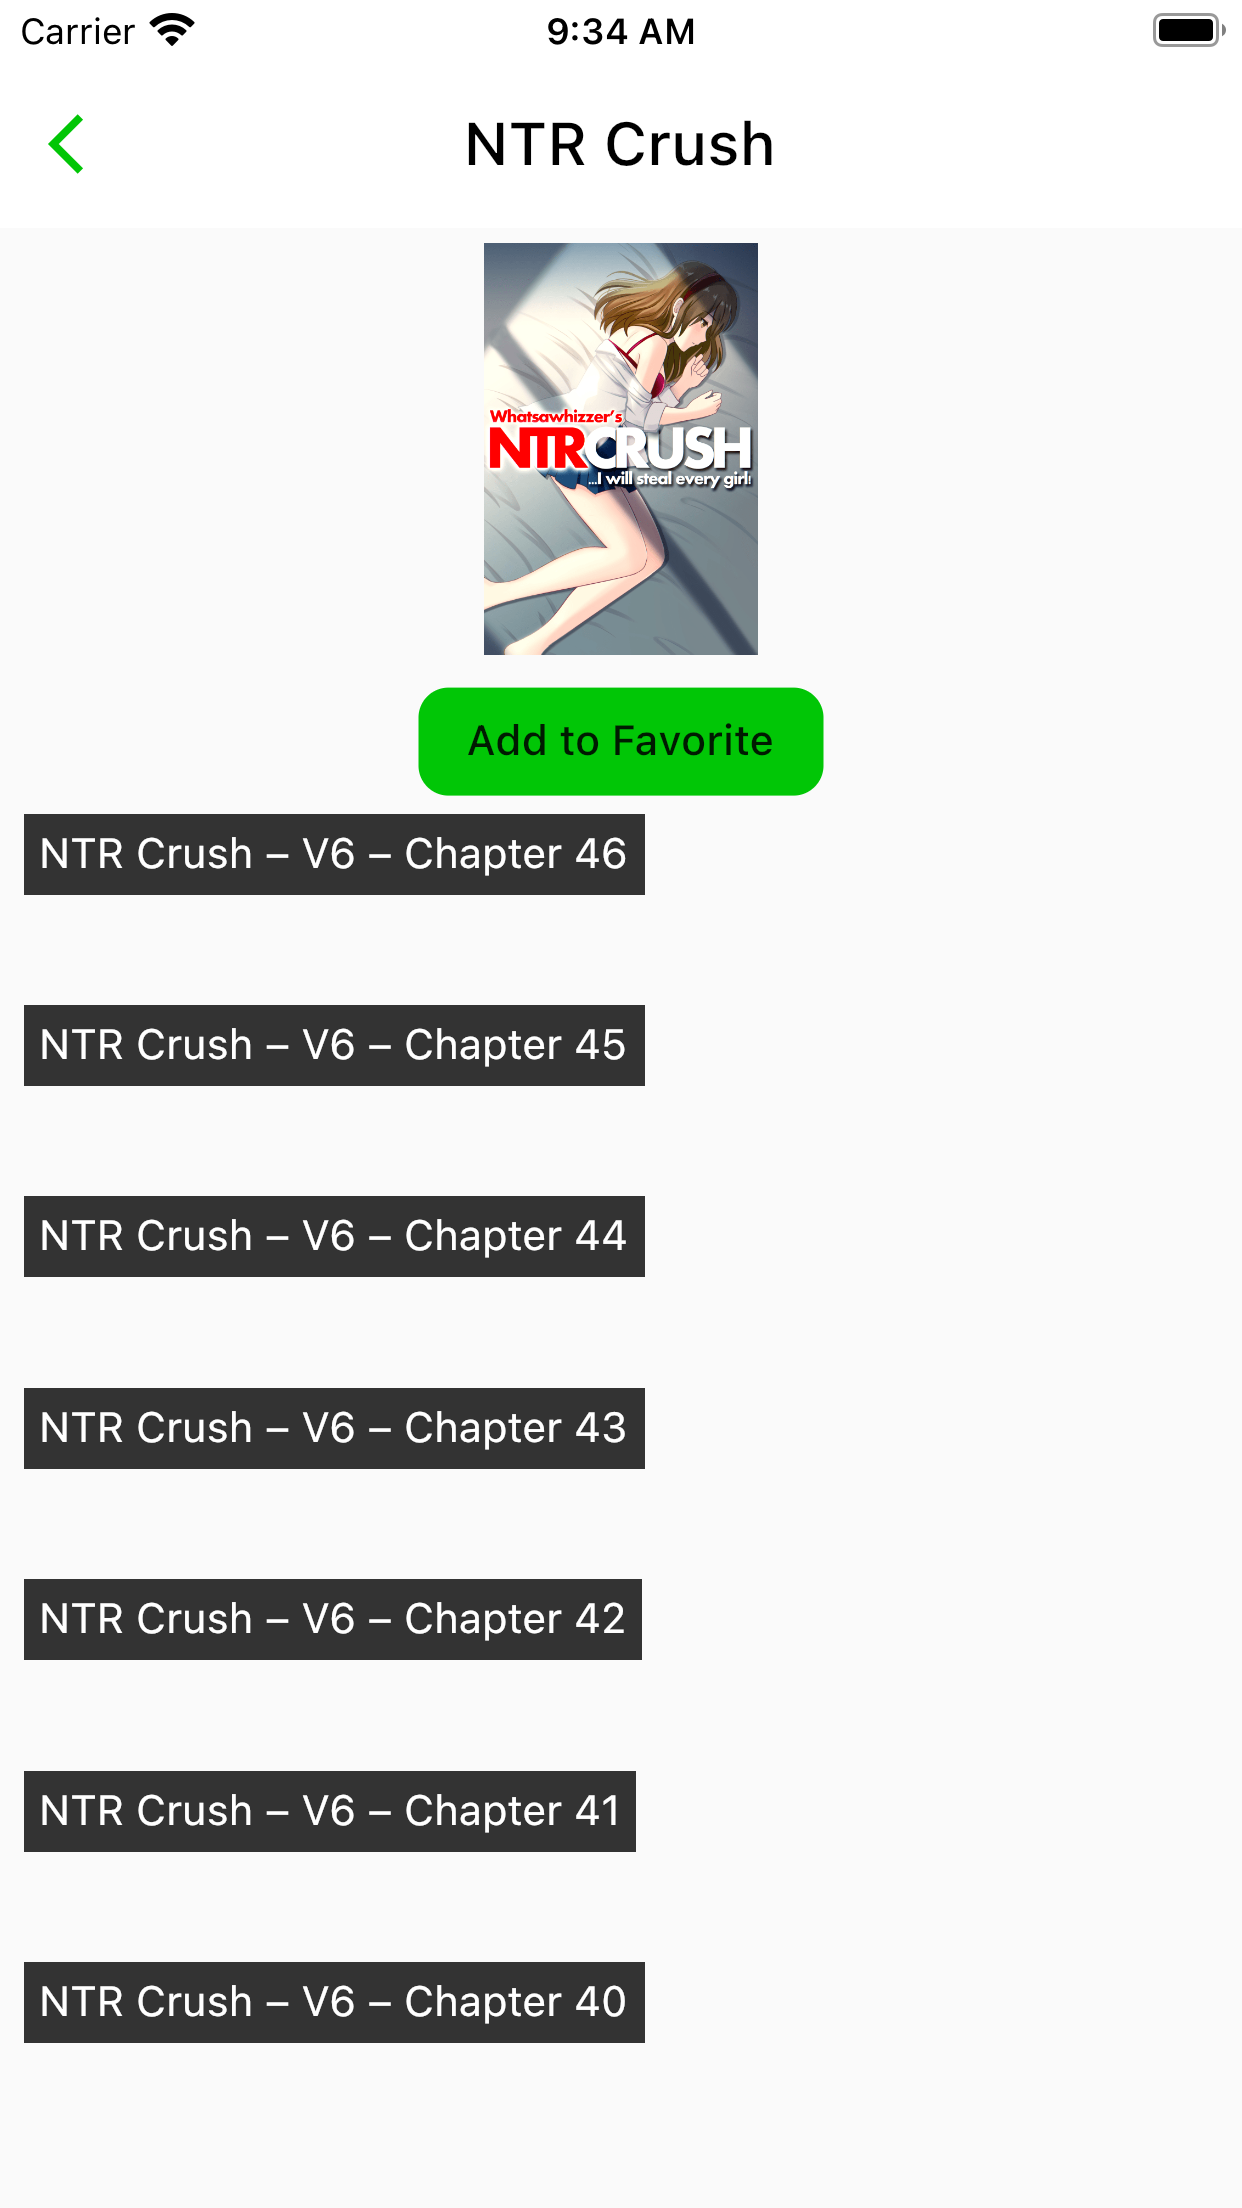 Carrier 9:34 AM
NTR Crush
Whatsawhizzer's
NTRCRUSH
...I will steal every girl!
Add to Favorite
NTR Crush – V6 – Chapter 46
NTR Crush – V6 – Chapter 45
NTR Crush – V6 – Chapter 44
NTR Crush – V6 – Chapter 43
NTR Crush – V6 – Chapter 42
NTR Crush – V6 – Chapter 41
NTR Crush – V6 – Chapter 40